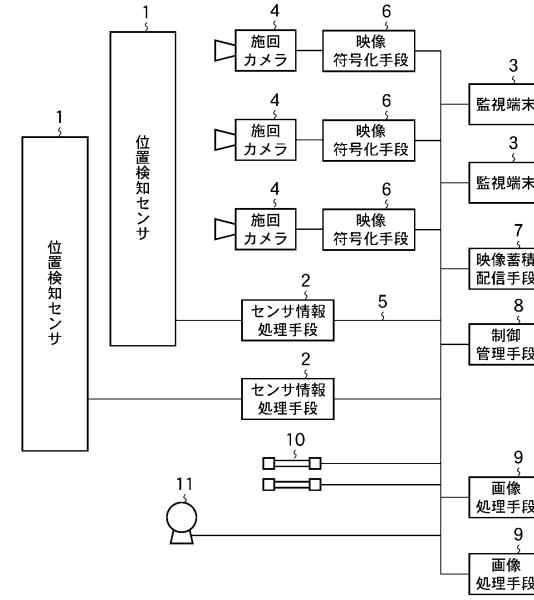 1
4
6
施回
カメラ
映像
符号化手段
3
監視端末
1
4
6
施回
カメラ
映像
符号化手段
3
監視端末
位置検知センサ
位置検知センサ
4
6
施回
カメラ
映像
符号化手段
7
映像蓄積
配信手段
2
5
センサ情報
処理手段
8
制御
管理手段
2
センサ情報
処理手段
10
9
画像
処理手段
11
9
画像
処理手段